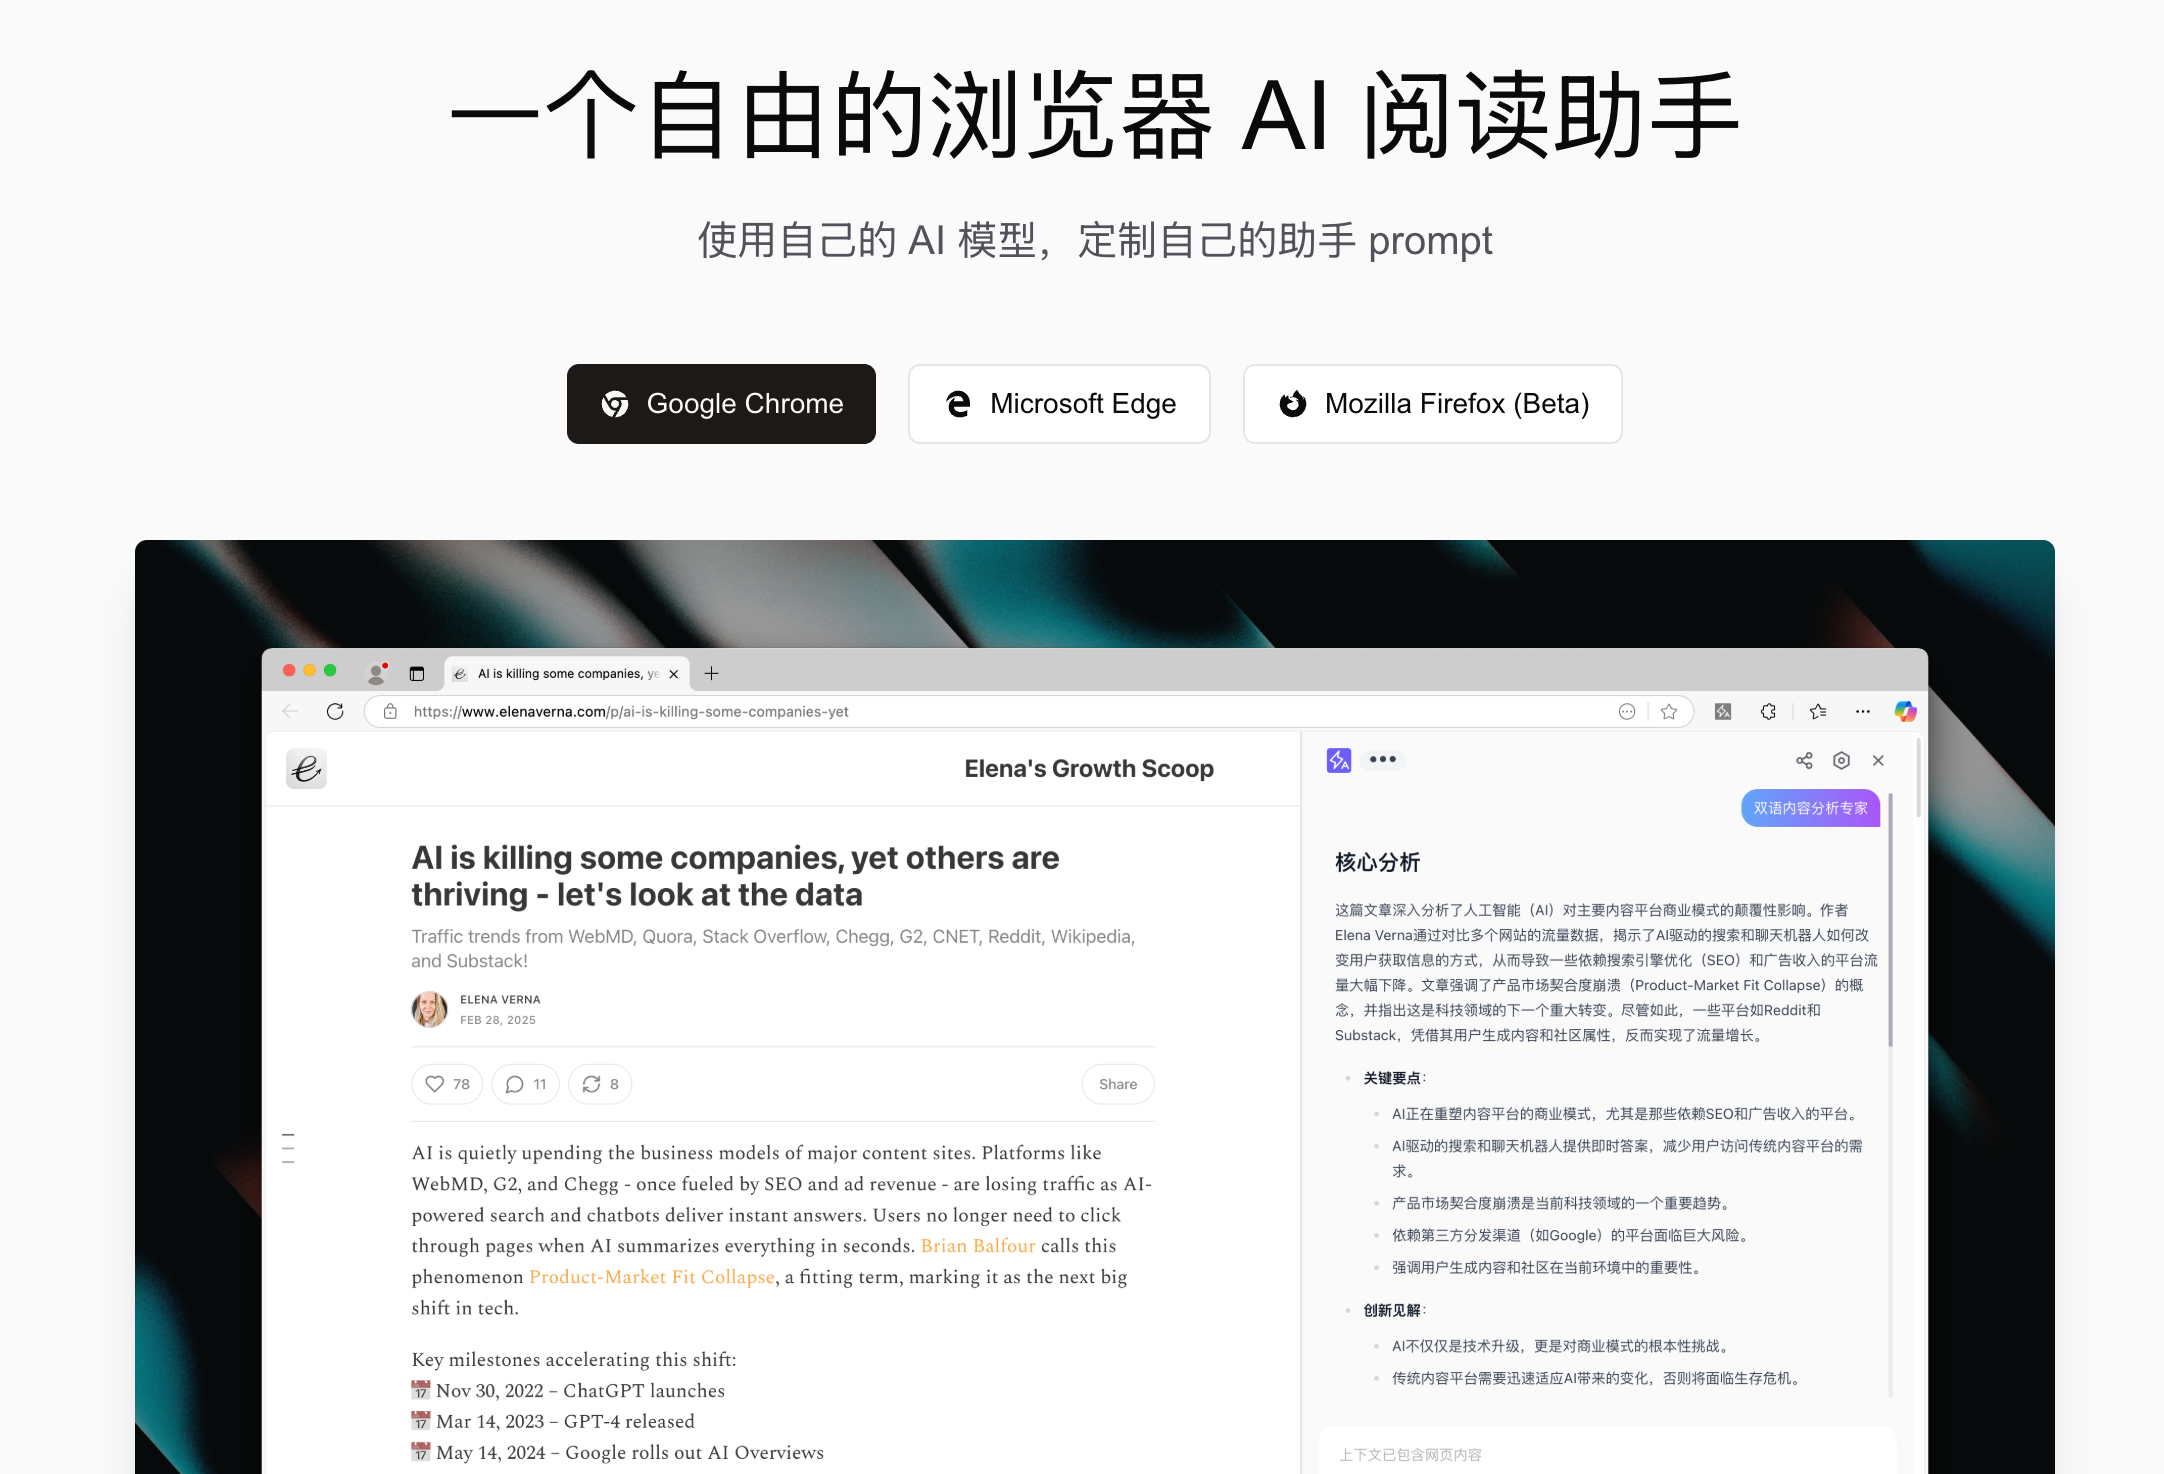 一个自由的浏览器 AI 阅读助手
使用自己的 AI 模型，定制自己的助手 prompt
Google Chrome
Microsoft Edge
Mozilla Firefox (Beta)
AI is killing some companies, ye
https://www.elenaverna.com/p/ai-is-killing-some-companies-yet
Elena's Growth Scoop
AI is killing some companies, yet others are
thriving - let's look at the data
Traffic trends from WebMD, Quora, Stack Overflow, Chegg, G2, CNET, Reddit, Wikipedia,
and Substack!
ELENA VERNA
FEB 28, 2025
78
11
8
Share
AI is quietly upending the business models of major content sites. Platforms like
WebMD, G2, and Chegg - once fueled by SEO and ad revenue - are losing traffic as AI-
powered search and chatbots deliver instant answers. Users no longer need to click
through pages when AI summarizes everything in seconds. Brian Balfour calls this
phenomenon Product-Market Fit Collapse, a fitting term, marking it as the next big
shift in tech.
Key milestones accelerating this shift:
📅 Nov 30, 2022 – ChatGPT launches
📅 Mar 14, 2023 – GPT-4 released
📅 May 14, 2024 – Google rolls out AI Overviews
双语内容分析专家
核心分析
这篇文章深入分析了人工智能（AI）对主要内容平台商业模式的颠覆性影响。作者
Elena Verna通过对比多个网站的流量数据，揭示了AI驱动的搜索和聊天机器人如何改
变用户获取信息的方式，从而导致一些依赖搜索引擎优化（SEO）和广告收入的平台流
量大幅下降。文章强调了产品市场契合度崩溃（Product-Market Fit Collapse）的概
念，并指出这是科技领域的下一个重大转变。尽管如此，一些平台如Reddit和
Substack，凭借其用户生成内容和社区属性，反而实现了流量增长。
• 关键要点：
• AI正在重塑内容平台的商业模式，尤其是那些依赖SEO和广告收入的平台。
• AI驱动的搜索和聊天机器人提供即时答案，减少用户访问传统内容平台的需
求。
• 产品市场契合度崩溃是当前科技领域的一个重要趋势。
• 依赖第三方分发渠道（如Google）的平台面临巨大风险。
• 强调用户生成内容和社区在当前环境中的重要性。
• 创新见解：
• AI不仅仅是技术升级，更是对商业模式的根本性挑战。
• 传统内容平台需要迅速适应AI带来的变化，否则将面临生存危机。
上下文已包含网页内容